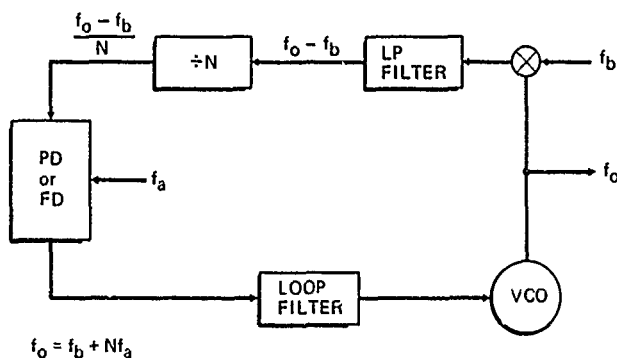 f_o − f_b
N
÷N
f_o − f_b
LP
FILTER
f_b
PD
or
FD
f_a
f_o
LOOP
FILTER
VCO
f_o = f_b + Nf_a